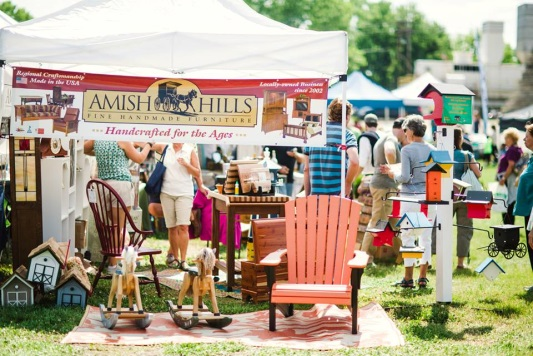 Regional Craftsmanship
Made in the USA
Locally-owned Business
since 2002
AMISH HILLS
FINE HANDMADE FURNITURE
Handcrafted for the Ages